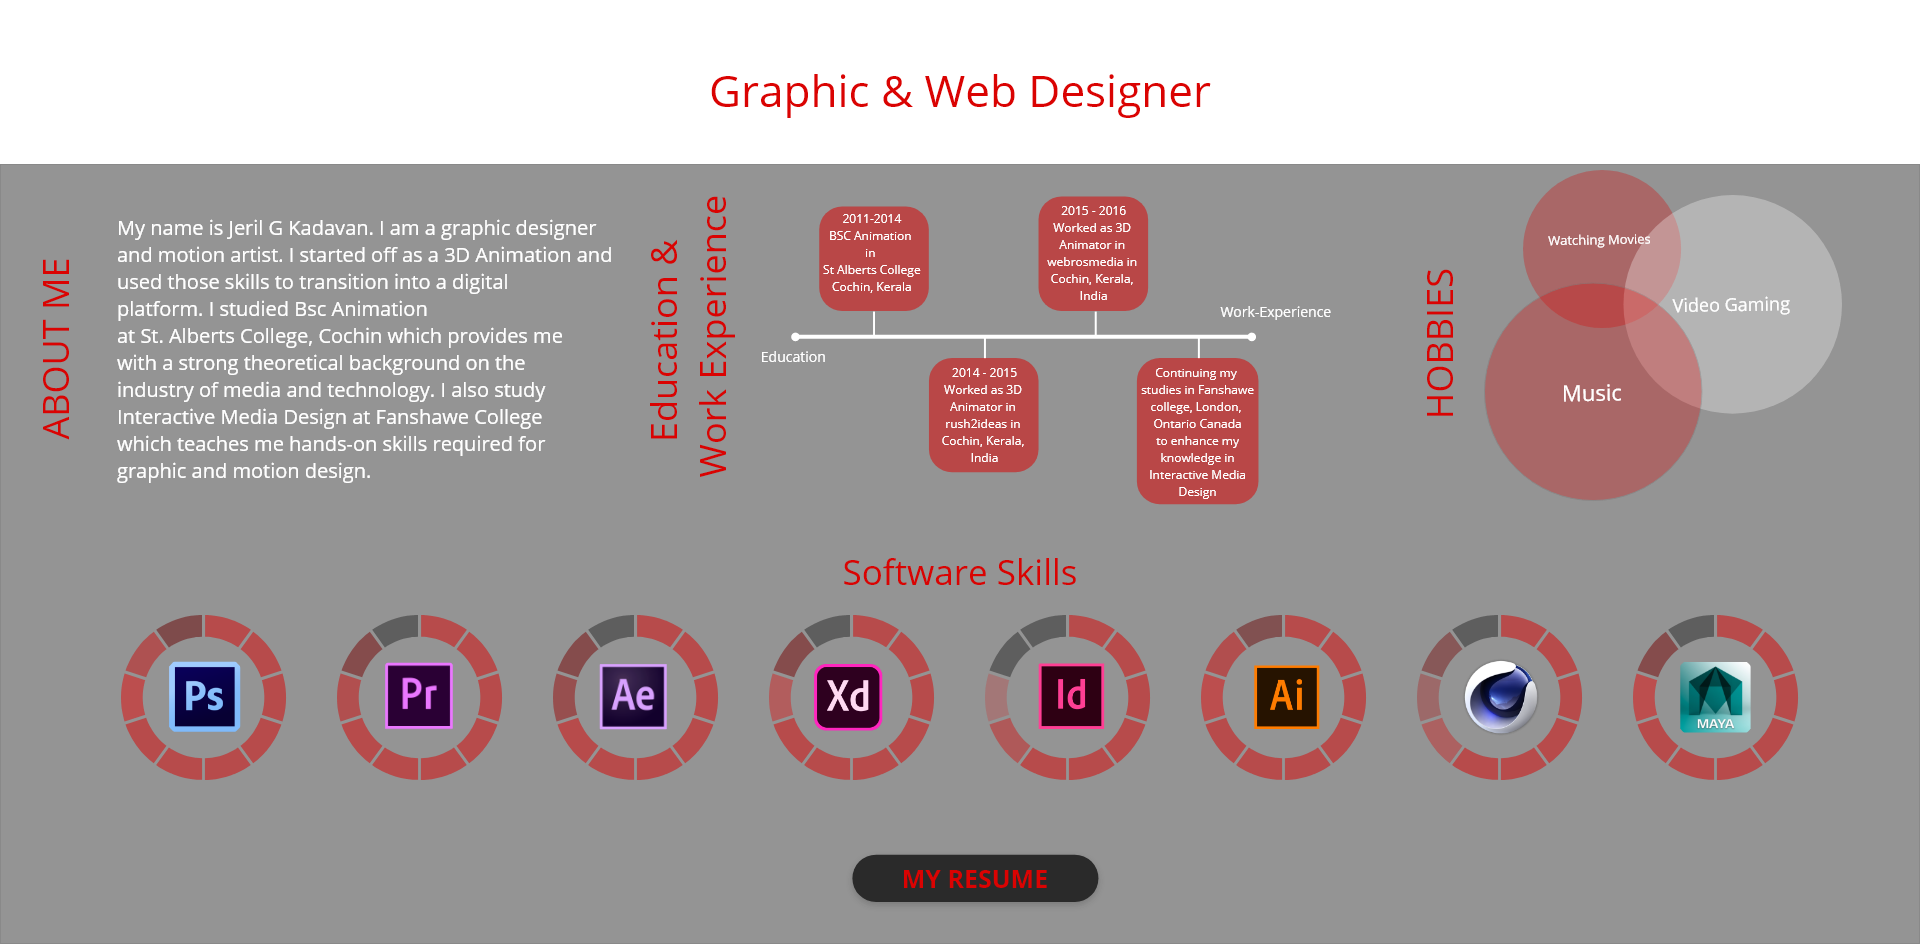 Graphic & Web Designer
ABOUT ME
My name is Jeril G Kadavan. I am a graphic designer
and motion artist. I started off as a 3D Animation and
used those skills to transition into a digital
platform. I studied Bsc Animation
at St. Alberts College, Cochin which provides me
with a strong theoretical background on the
industry of media and technology. I also study
Interactive Media Design at Fanshawe College
which teaches me hands-on skills required for
graphic and motion design.
Education &
Work Experience
2011-2014
BSC Animation
in
St Alberts College
Cochin, Kerala
2015 - 2016
Worked as 3D
Animator in
webrosmedia in
Cochin, Kerala,
India
Work-Experience
Education
2014 - 2015
Worked as 3D
Animator in
rush2ideas in
Cochin, Kerala,
India
Continuing my
studies in Fanshawe
college, London,
Ontario Canada
to enhance my
knowledge in
Interactive Media
Design
HOBBIES
Watching Movies
Video Gaming
Music
Software Skills
Ps
Pr
Ae
Xd
Id
Ai
MAYA
MY RESUME